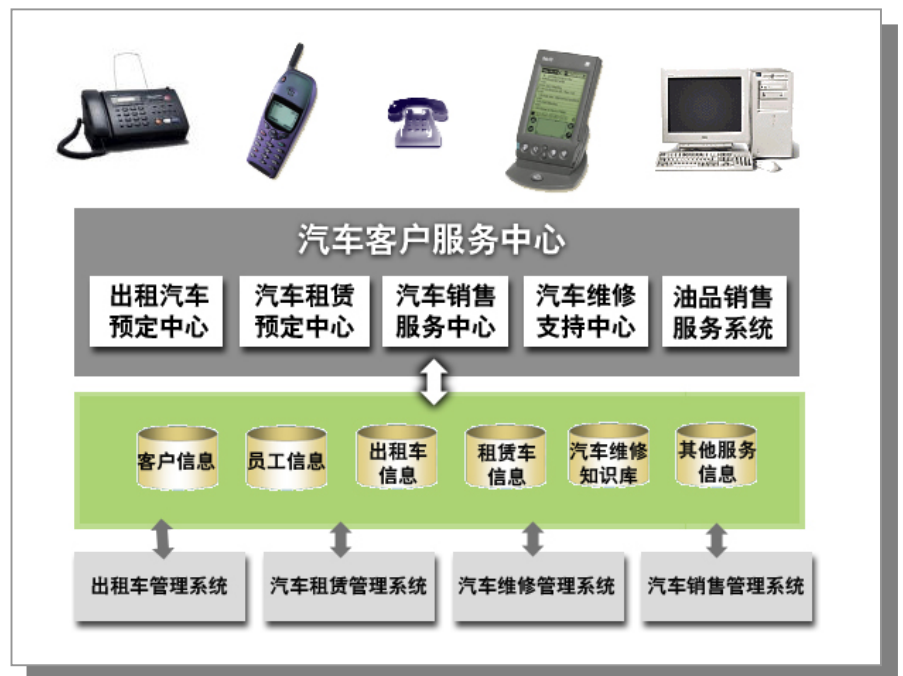 汽车客户服务中心
出租汽车
预定中心
汽车租赁
预定中心
汽车销售
服务中心
汽车维修
支持中心
油品销售
服务系统
客户信息
员工信息
出租车
信息
租赁车
信息
汽车维修
知识库
其他服务
信息
出租车管理系统
汽车租赁管理系统
汽车维修管理系统
汽车销售管理系统